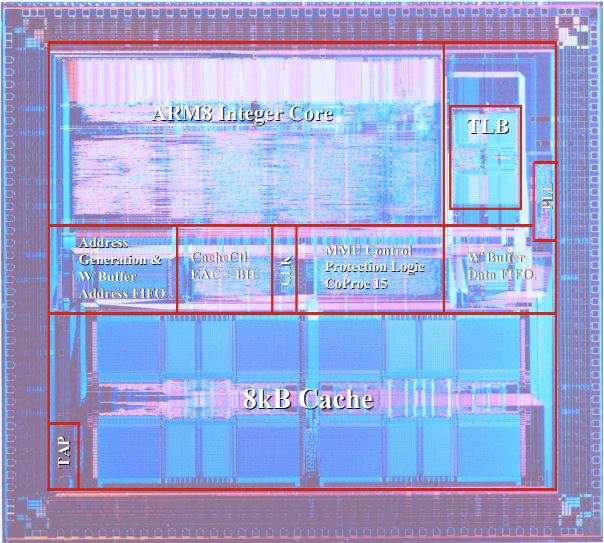 ARM8 Integer Core
TLB
PLL
Address
Generation &
W Buffer
Address FIFO
CacheCtl
EAC + BIU
CLK
MMU Control
Protection Logic
CoProc 15
W Buffer
Data FIFO
8kB Cache
TAP